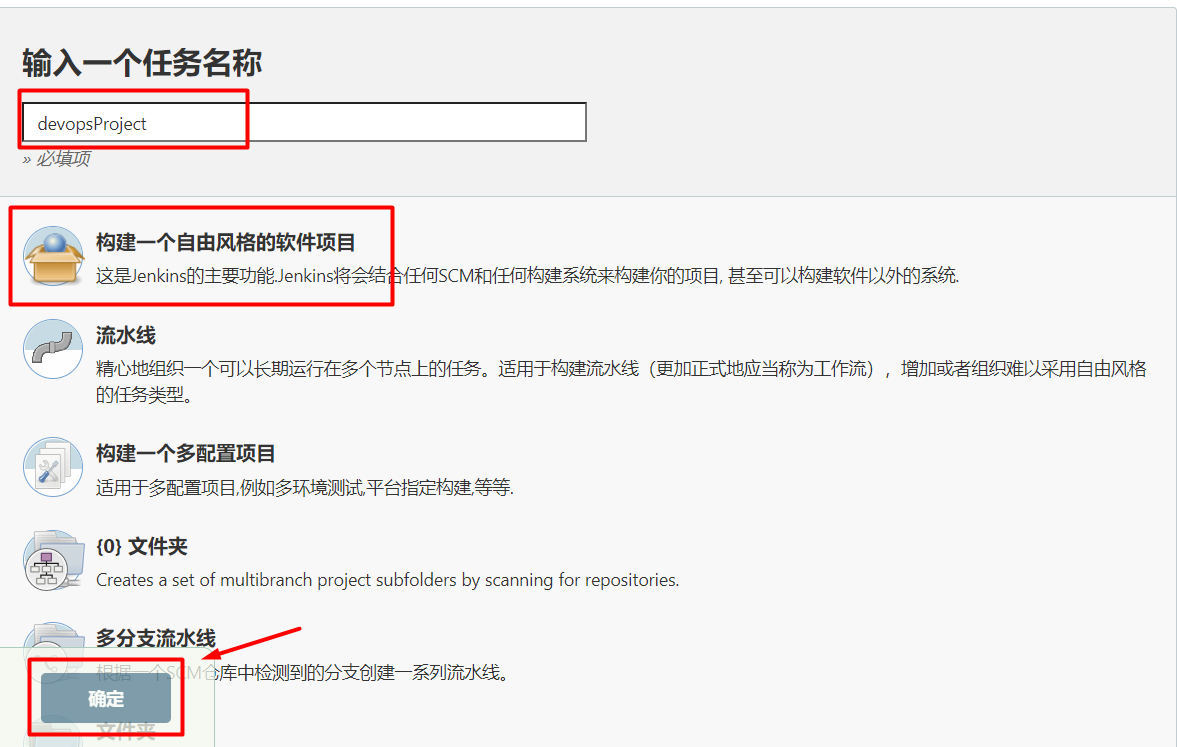 输入一个任务名称
devopsProject
» 必填项
构建一个自由风格的软件项目
这是Jenkins的主要功能.Jenkins将会结合任何SCM和任何构建系统来构建你的项目, 甚至可以构建软件以外的系统.
流水线
精心地组织一个可以长期运行在多个节点上的任务。适用于构建流水线（更加正式地应当称为工作流），增加或者组织难以采用自由风格
的任务类型。
构建一个多配置项目
适用于多配置项目,例如多环境测试,平台指定构建,等等.
{0} 文件夹
Creates a set of multibranch project subfolders by scanning for repositories.
多分支流水线
根据一个SCM仓库中检测到的分支创建一系列流水线。
确定
文件夹